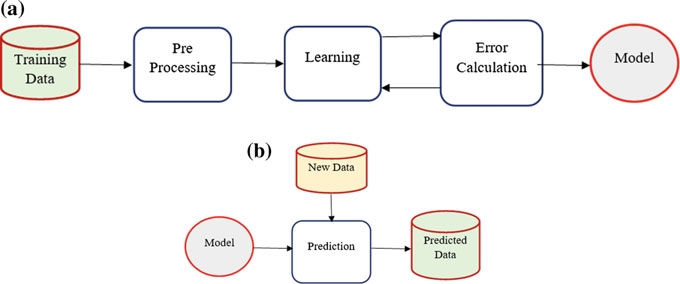 (a)
Training
Data
Pre
Processing
Learning
Error
Calculation
Model
(b)
New Data
Model
Prediction
Predicted
Data